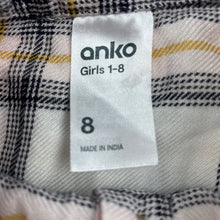 anko
Girls 1-8
8
MADE IN INDIA